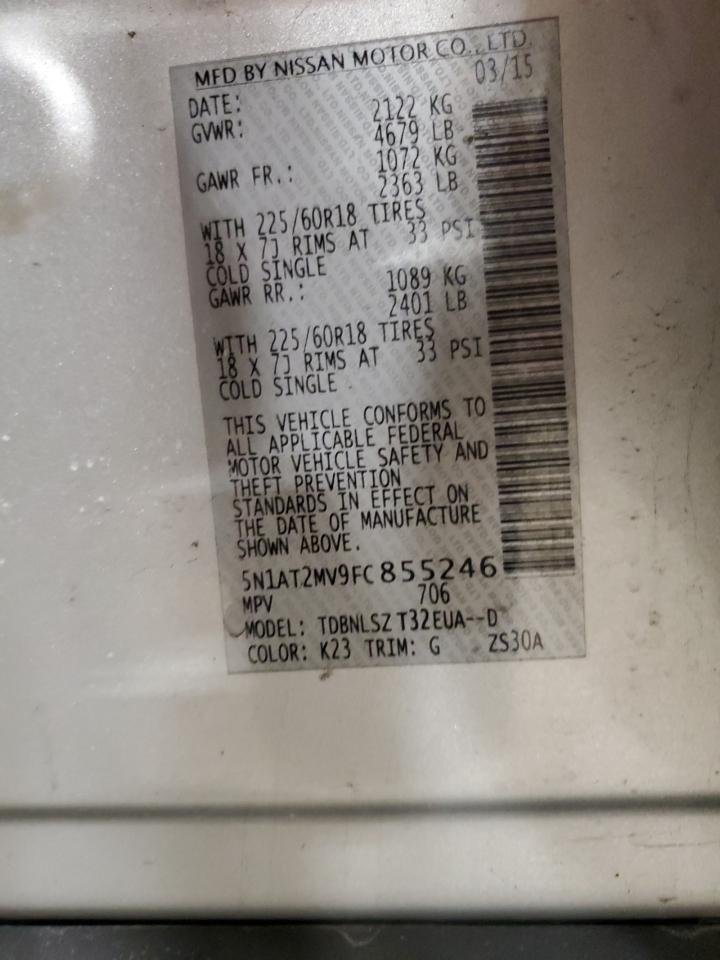 MFD BY NISSAN MOTOR CO., LTD.
DATE: 03/15
GVWR: 2122 KG
4679 LB
GAWR FR.: 1072 KG
2363 LB
WITH 225/60R18 TIRES
18 X 7J RIMS AT 33 PSI
COLD SINGLE
GAWR RR.: 1089 KG
2401 LB
WITH 225/60R18 TIRES
18 X 7J RIMS AT 33 PSI
COLD SINGLE
THIS VEHICLE CONFORMS TO
ALL APPLICABLE FEDERAL
MOTOR VEHICLE SAFETY AND
THEFT PREVENTION
STANDARDS IN EFFECT ON
THE DATE OF MANUFACTURE
SHOWN ABOVE.
5N1AT2MV9FC855246
MPV 706
MODEL: TDBNLSZ T32EUA--D
COLOR: K23 TRIM: G ZS30A